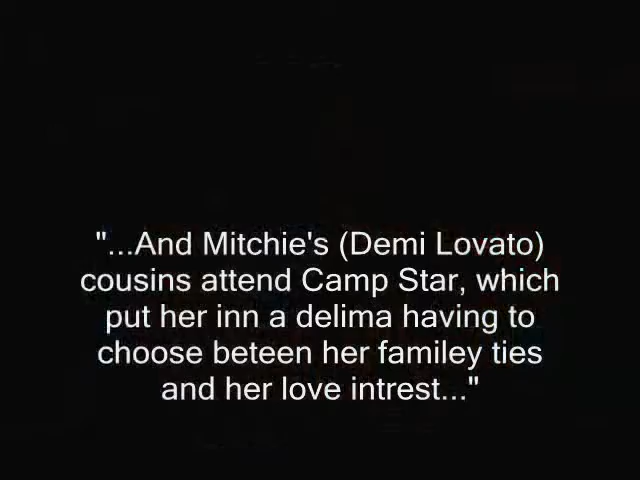 "...And Mitchie's (Demi Lovato)
cousins attend Camp Star, which
put her inn a delima having to
choose beteen her familey ties
and her love intrest..."